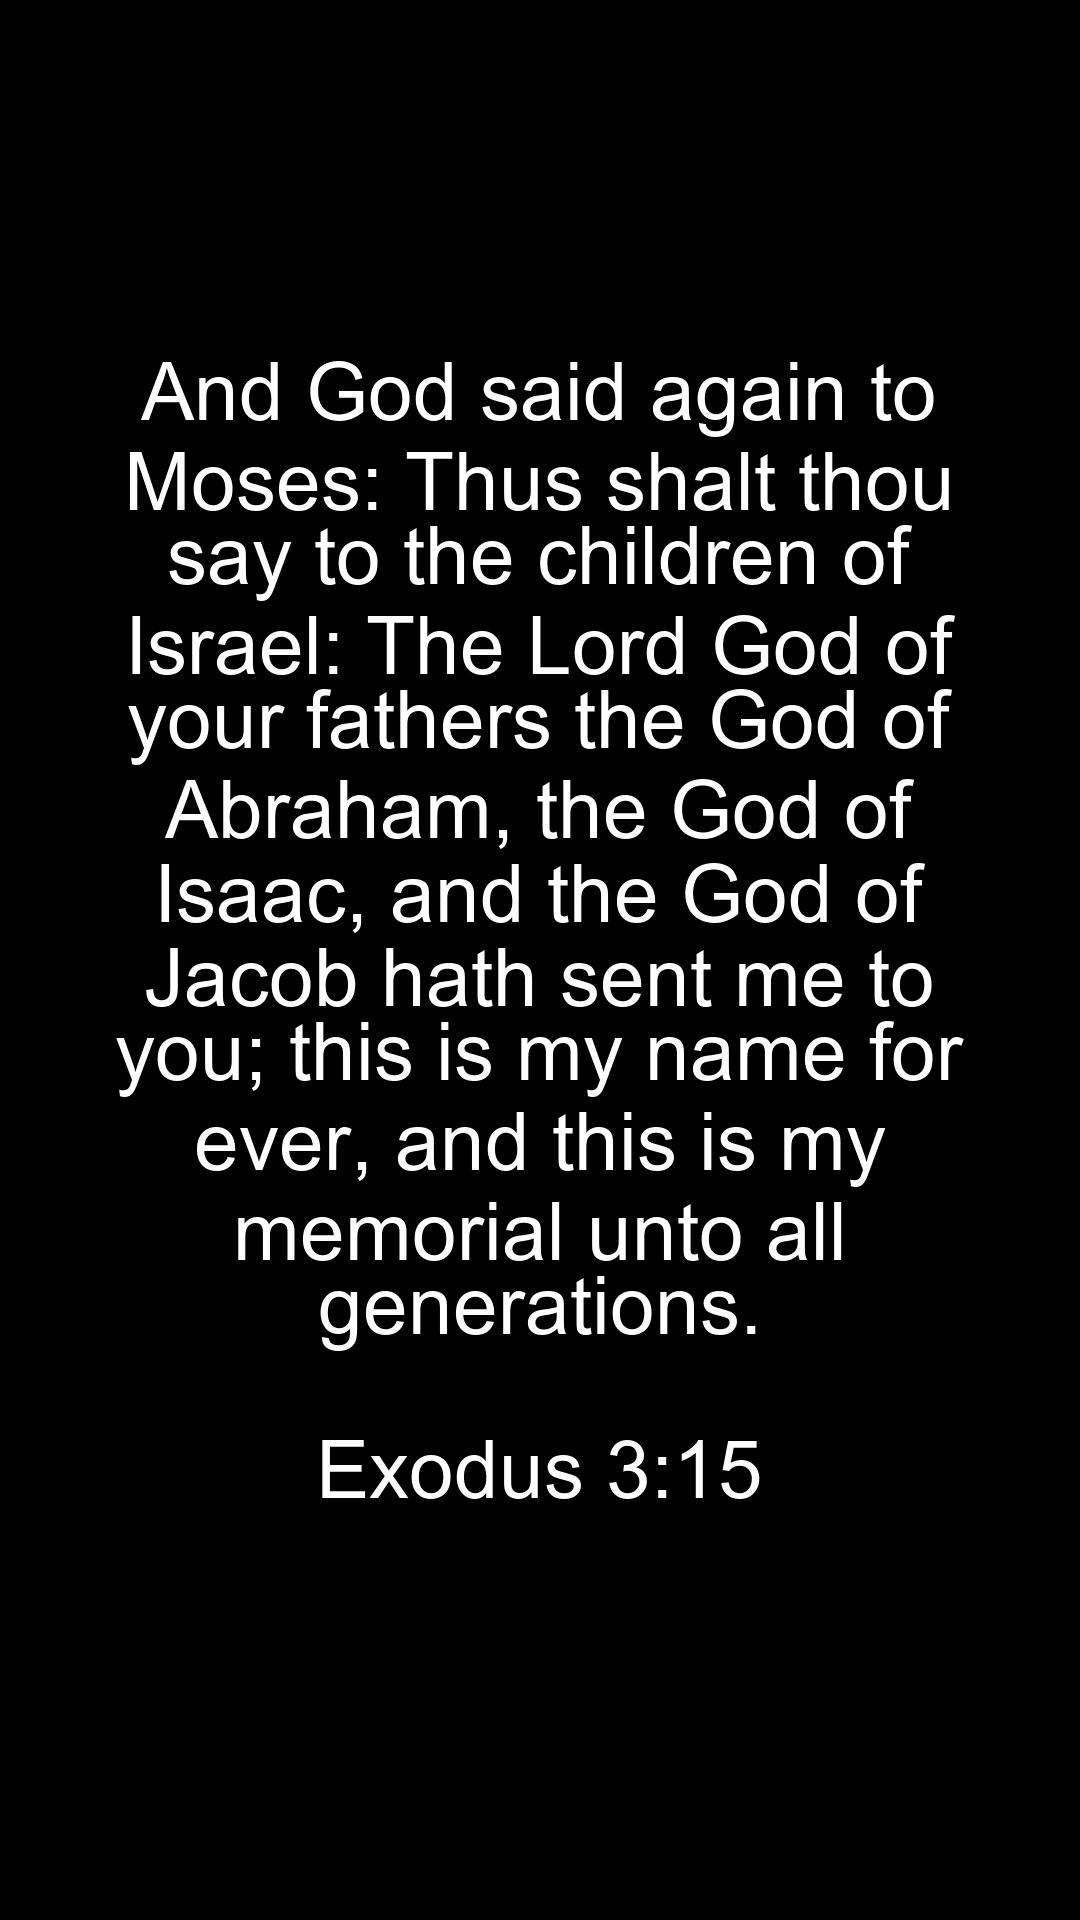 And God said again to
Moses: Thus shalt thou
say to the children of
Israel: The Lord God of
your fathers the God of
Abraham, the God of
Isaac, and the God of
Jacob hath sent me to
you; this is my name for
ever, and this is my
memorial unto all
generations.
Exodus 3:15